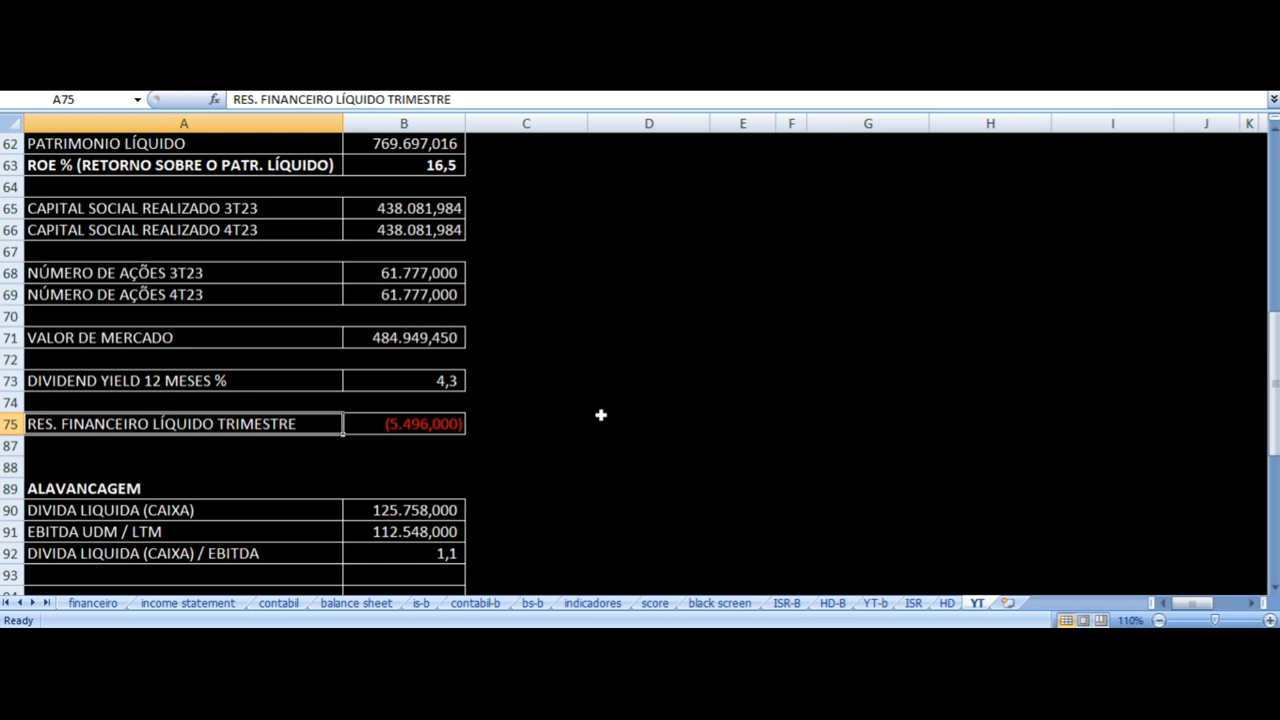 A75 fx RES. FINANCEIRO LÍQUIDO TRIMESTRE
A B C D E F G H I J K
62 PATRIMONIO LÍQUIDO 769.697,016
63 ROE % (RETORNO SOBRE O PATR. LÍQUIDO) 16,5
64
65 CAPITAL SOCIAL REALIZADO 3T23 438.081,984
66 CAPITAL SOCIAL REALIZADO 4T23 438.081,984
67
68 NÚMERO DE AÇÕES 3T23 61.777,000
69 NÚMERO DE AÇÕES 4T23 61.777,000
70
71 VALOR DE MERCADO 484.949,450
72
73 DIVIDEND YIELD 12 MESES % 4,3
74
75 RES. FINANCEIRO LÍQUIDO TRIMESTRE (5.496,000)
87
88
89 ALAVANCAGEM
90 DIVIDA LIQUIDA (CAIXA) 125.758,000
91 EBITDA UDM / LTM 112.548,000
92 DIVIDA LIQUIDA (CAIXA) / EBITDA 1,1
93
financeiro income statement contabil balance sheet is-b contabil-b bs-b indicadores score black screen ISR-B HD-B YT-b ISR HD YT
Ready 110%